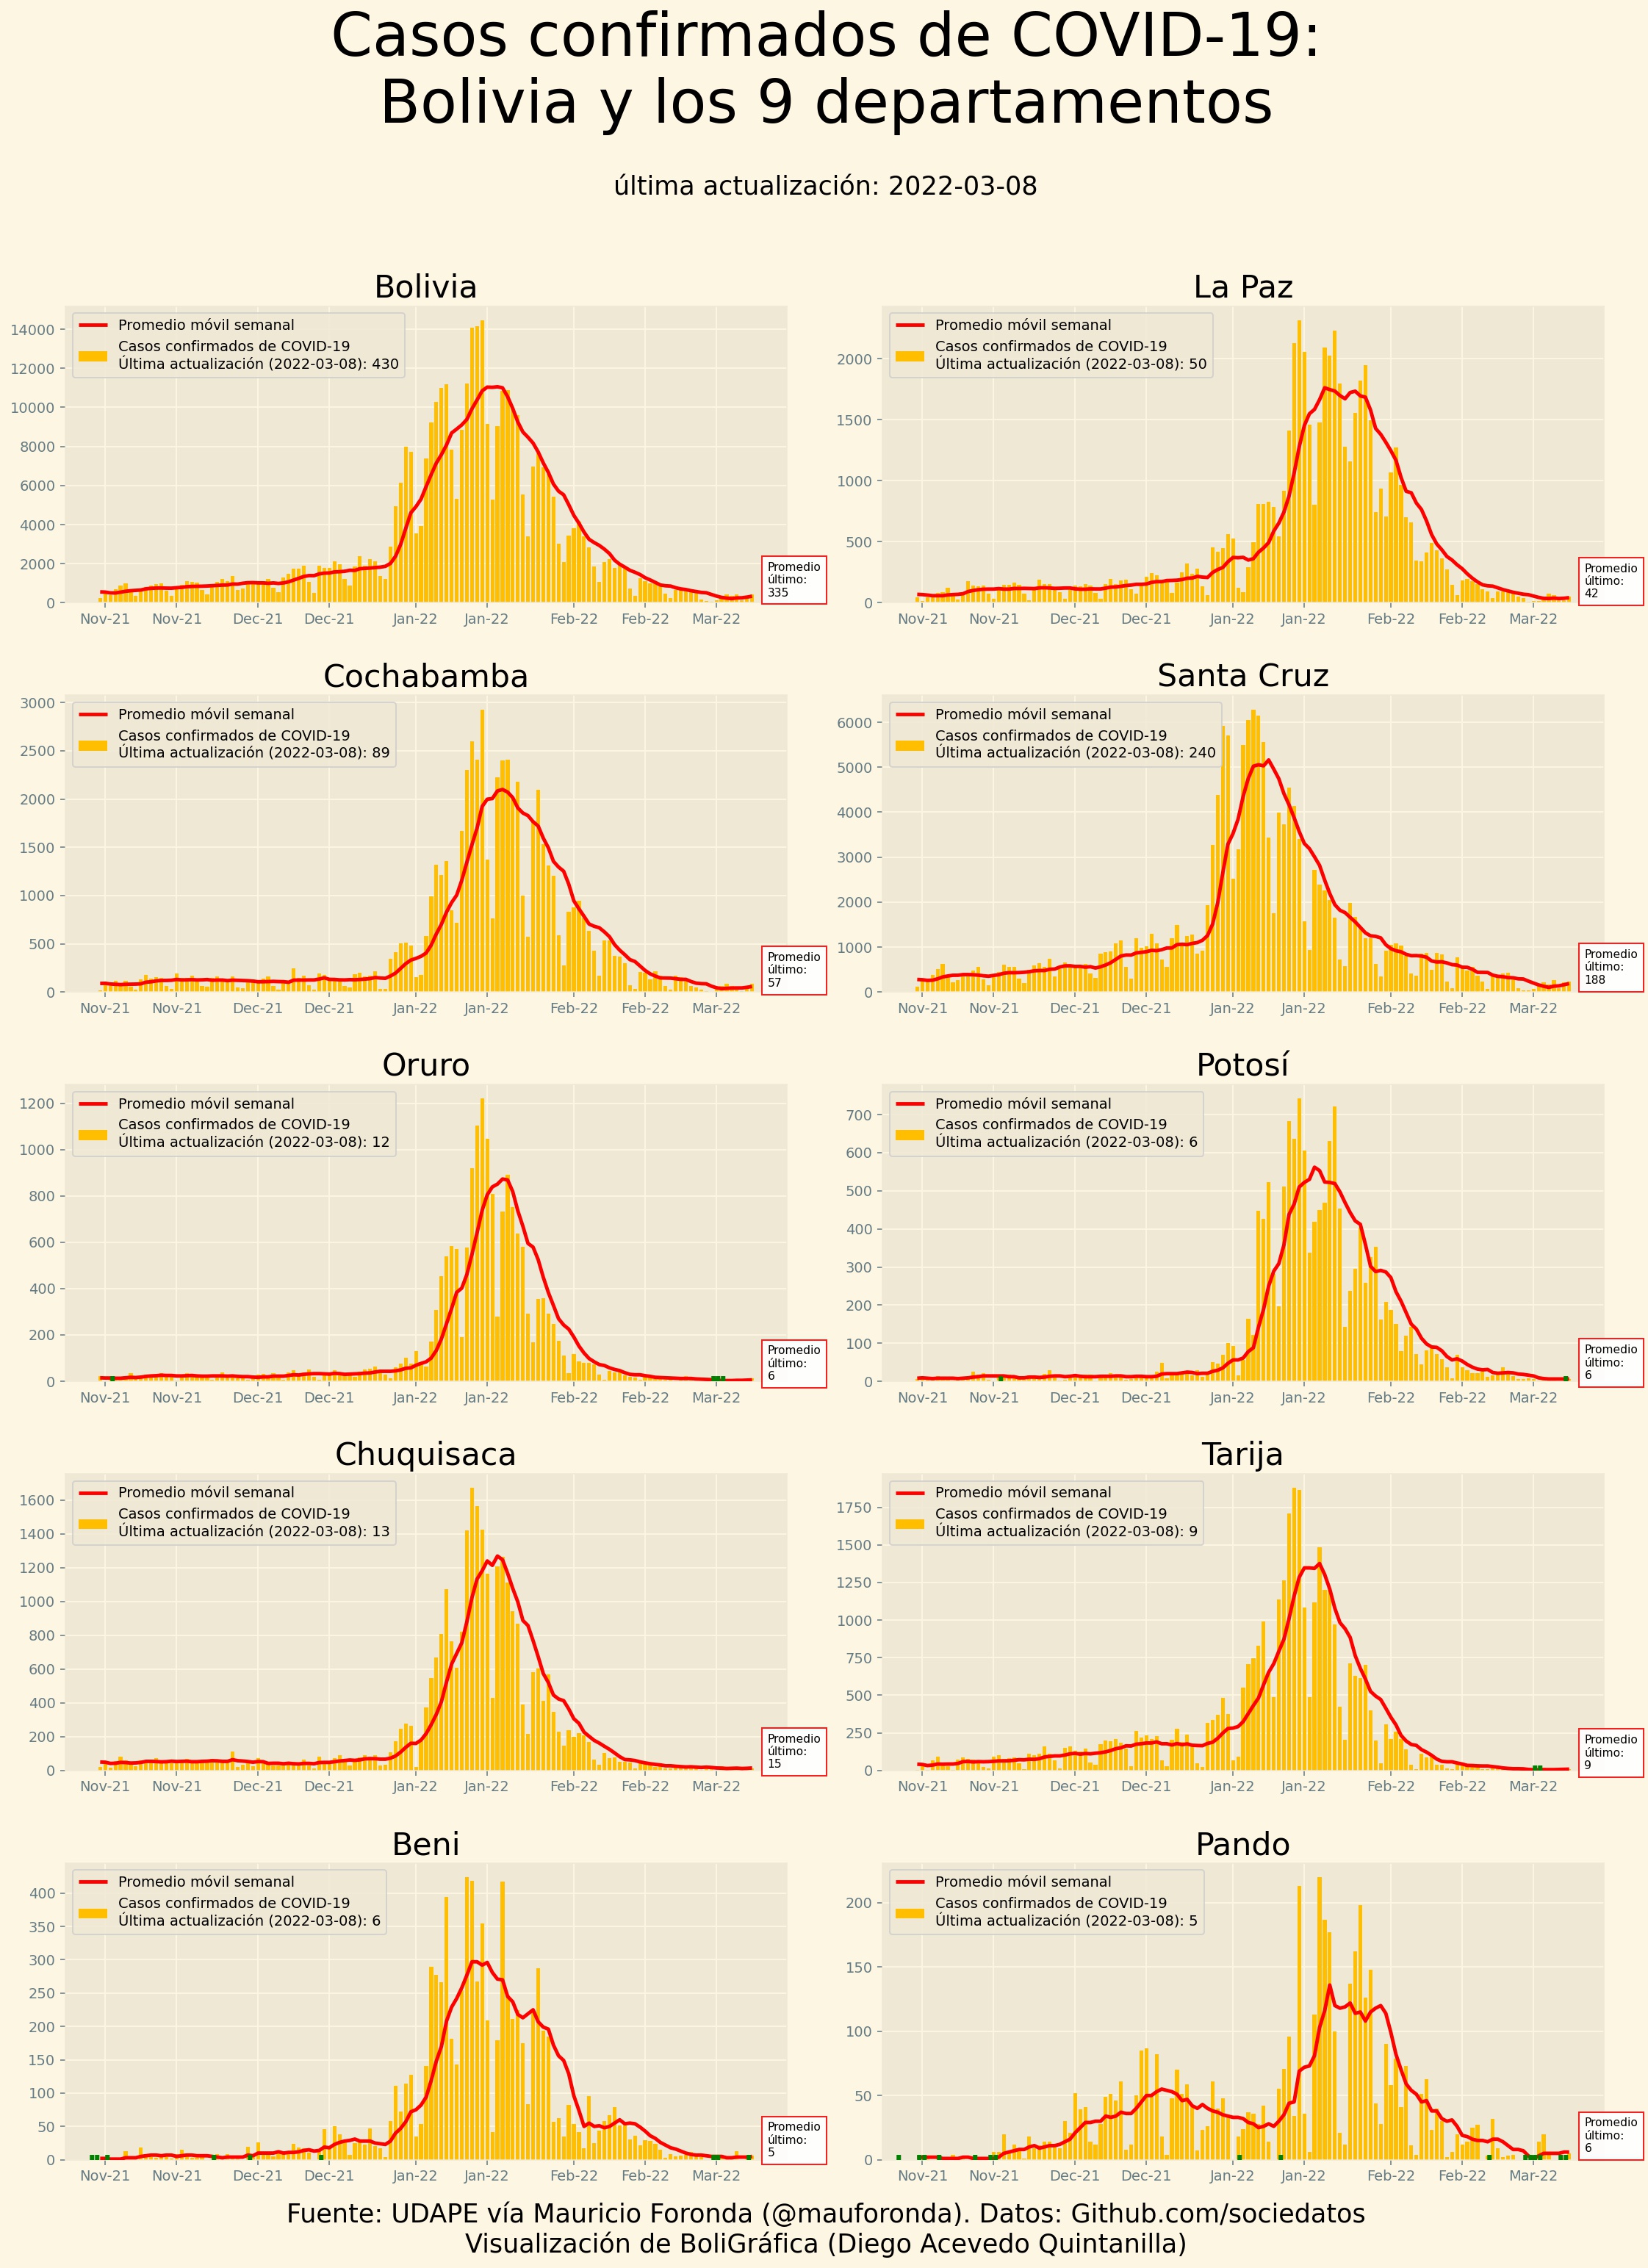 Casos confirmados de COVID-19:
Bolivia y los 9 departamentos
última actualización: 2022-03-08
Bolivia
Promedio móvil semanal
Casos confirmados de COVID-19
Última actualización (2022-03-08): 430
14000
12000
10000
8000
6000
4000
2000
0
Promedio
último:
335
Nov-21 Nov-21 Dec-21 Dec-21 Jan-22 Jan-22 Feb-22 Feb-22 Mar-22
La Paz
Promedio móvil semanal
Casos confirmados de COVID-19
Última actualización (2022-03-08): 50
2000
1500
1000
500
0
Promedio
último:
42
Nov-21 Nov-21 Dec-21 Dec-21 Jan-22 Jan-22 Feb-22 Feb-22 Mar-22
Cochabamba
Promedio móvil semanal
Casos confirmados de COVID-19
Última actualización (2022-03-08): 89
3000
2500
2000
1500
1000
500
0
Promedio
último:
57
Nov-21 Nov-21 Dec-21 Dec-21 Jan-22 Jan-22 Feb-22 Feb-22 Mar-22
Santa Cruz
Promedio móvil semanal
Casos confirmados de COVID-19
Última actualización (2022-03-08): 240
6000
5000
4000
3000
2000
1000
0
Promedio
último:
188
Nov-21 Nov-21 Dec-21 Dec-21 Jan-22 Jan-22 Feb-22 Feb-22 Mar-22
Oruro
Promedio móvil semanal
Casos confirmados de COVID-19
Última actualización (2022-03-08): 12
1200
1000
800
600
400
200
0
Promedio
último:
6
Nov-21 Nov-21 Dec-21 Dec-21 Jan-22 Jan-22 Feb-22 Feb-22 Mar-22
Potosí
Promedio móvil semanal
Casos confirmados de COVID-19
Última actualización (2022-03-08): 6
700
600
500
400
300
200
100
0
Promedio
último:
6
Nov-21 Nov-21 Dec-21 Dec-21 Jan-22 Jan-22 Feb-22 Feb-22 Mar-22
Chuquisaca
Promedio móvil semanal
Casos confirmados de COVID-19
Última actualización (2022-03-08): 13
1600
1400
1200
1000
800
600
400
200
0
Promedio
último:
15
Nov-21 Nov-21 Dec-21 Dec-21 Jan-22 Jan-22 Feb-22 Feb-22 Mar-22
Tarija
Promedio móvil semanal
Casos confirmados de COVID-19
Última actualización (2022-03-08): 9
1750
1500
1250
1000
750
500
250
0
Promedio
último:
9
Nov-21 Nov-21 Dec-21 Dec-21 Jan-22 Jan-22 Feb-22 Feb-22 Mar-22
Beni
Promedio móvil semanal
Casos confirmados de COVID-19
Última actualización (2022-03-08): 6
400
350
300
250
200
150
100
50
0
Promedio
último:
5
Nov-21 Nov-21 Dec-21 Dec-21 Jan-22 Jan-22 Feb-22 Feb-22 Mar-22
Pando
Promedio móvil semanal
Casos confirmados de COVID-19
Última actualización (2022-03-08): 5
200
150
100
50
0
Promedio
último:
6
Nov-21 Nov-21 Dec-21 Dec-21 Jan-22 Jan-22 Feb-22 Feb-22 Mar-22
Fuente: UDAPE vía Mauricio Foronda (@mauforonda). Datos: Github.com/sociedatos
Visualización de BoliGráfica (Diego Acevedo Quintanilla)